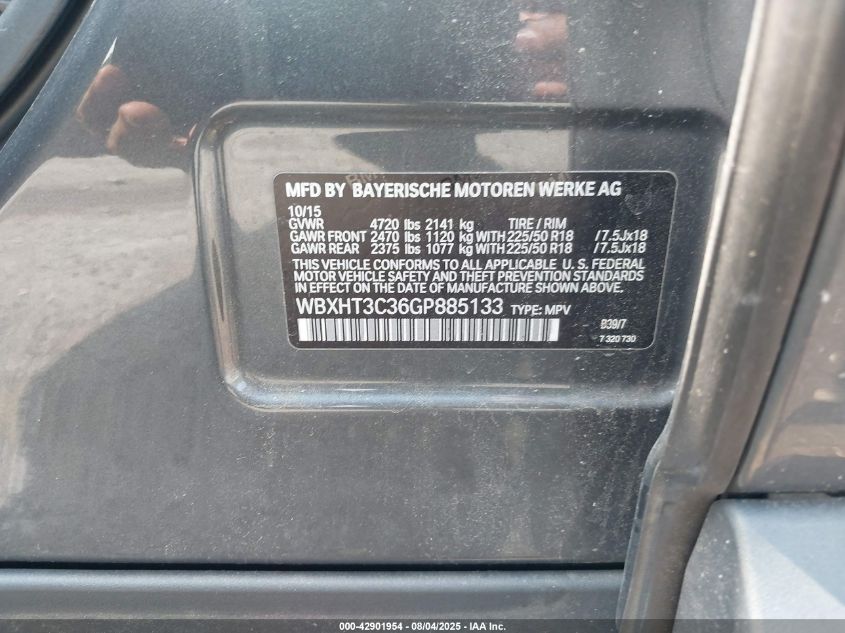 MFD BY BAYERISCHE MOTOREN WERKE AG
10/15
GVWR 4720 lbs 2141 kg TIRE / RIM
GAWR FRONT 2470 lbs 1120 kg WITH 225/50 R18 /7.5Jx18
GAWR REAR 2375 lbs 1077 kg WITH 225/50 R18 /7.5Jx18
THIS VEHICLE CONFORMS TO ALL APPLICABLE U. S. FEDERAL
MOTOR VEHICLE SAFETY AND THEFT PREVENTION STANDARDS
IN EFFECT ON THE DATE OF MANUFACTURE SHOWN ABOVE.
WBXHT3C36GP885133 TYPE: MPV
B39/7
7 320 730
000-42901954 - 08/04/2025 - IAA Inc.